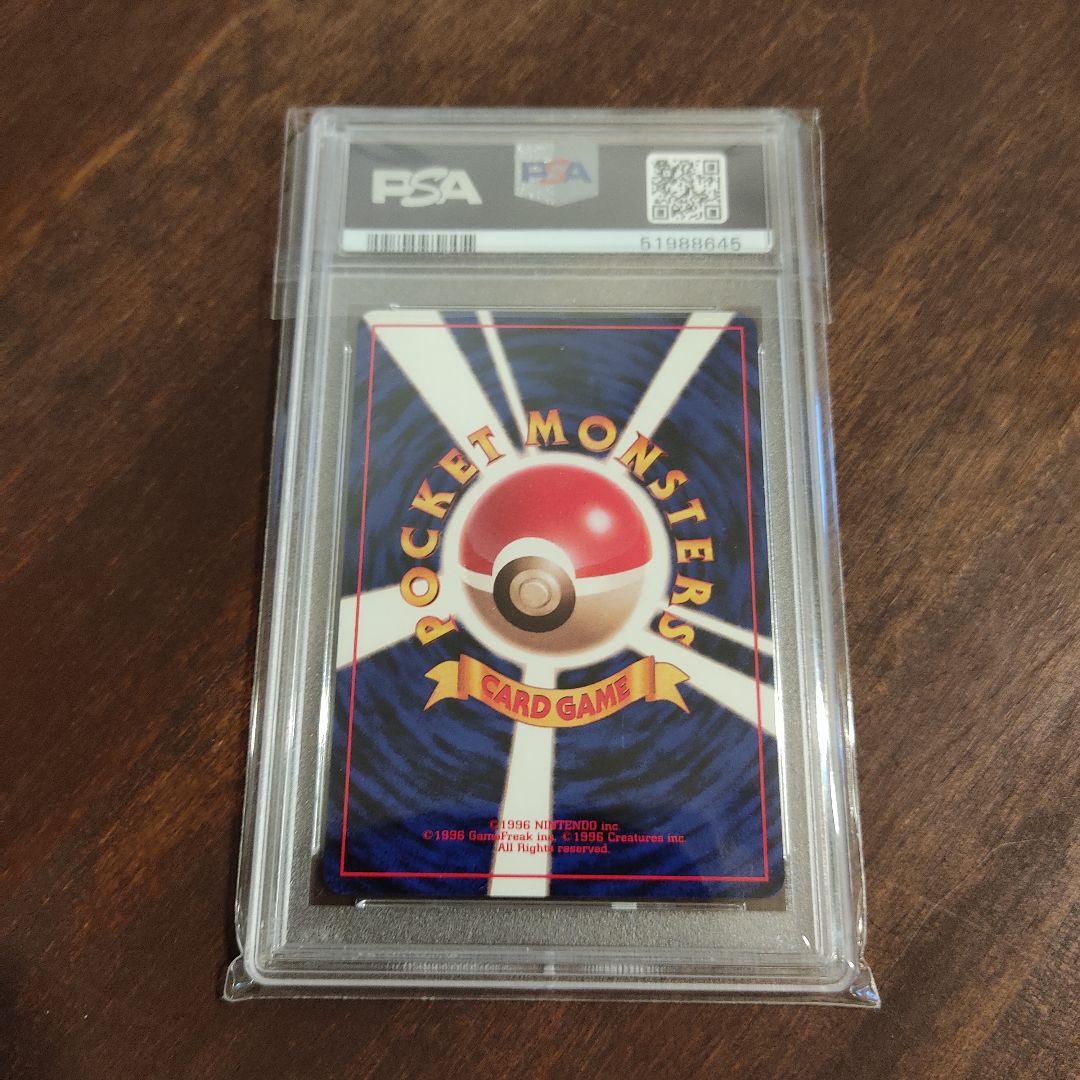 PSA
PSA
51988645
POCKET MONSTERS
CARD GAME
©1996 NINTENDO inc.
©1996 GameFreak inc. ©1996 Creatures inc.
All Rights reserved.